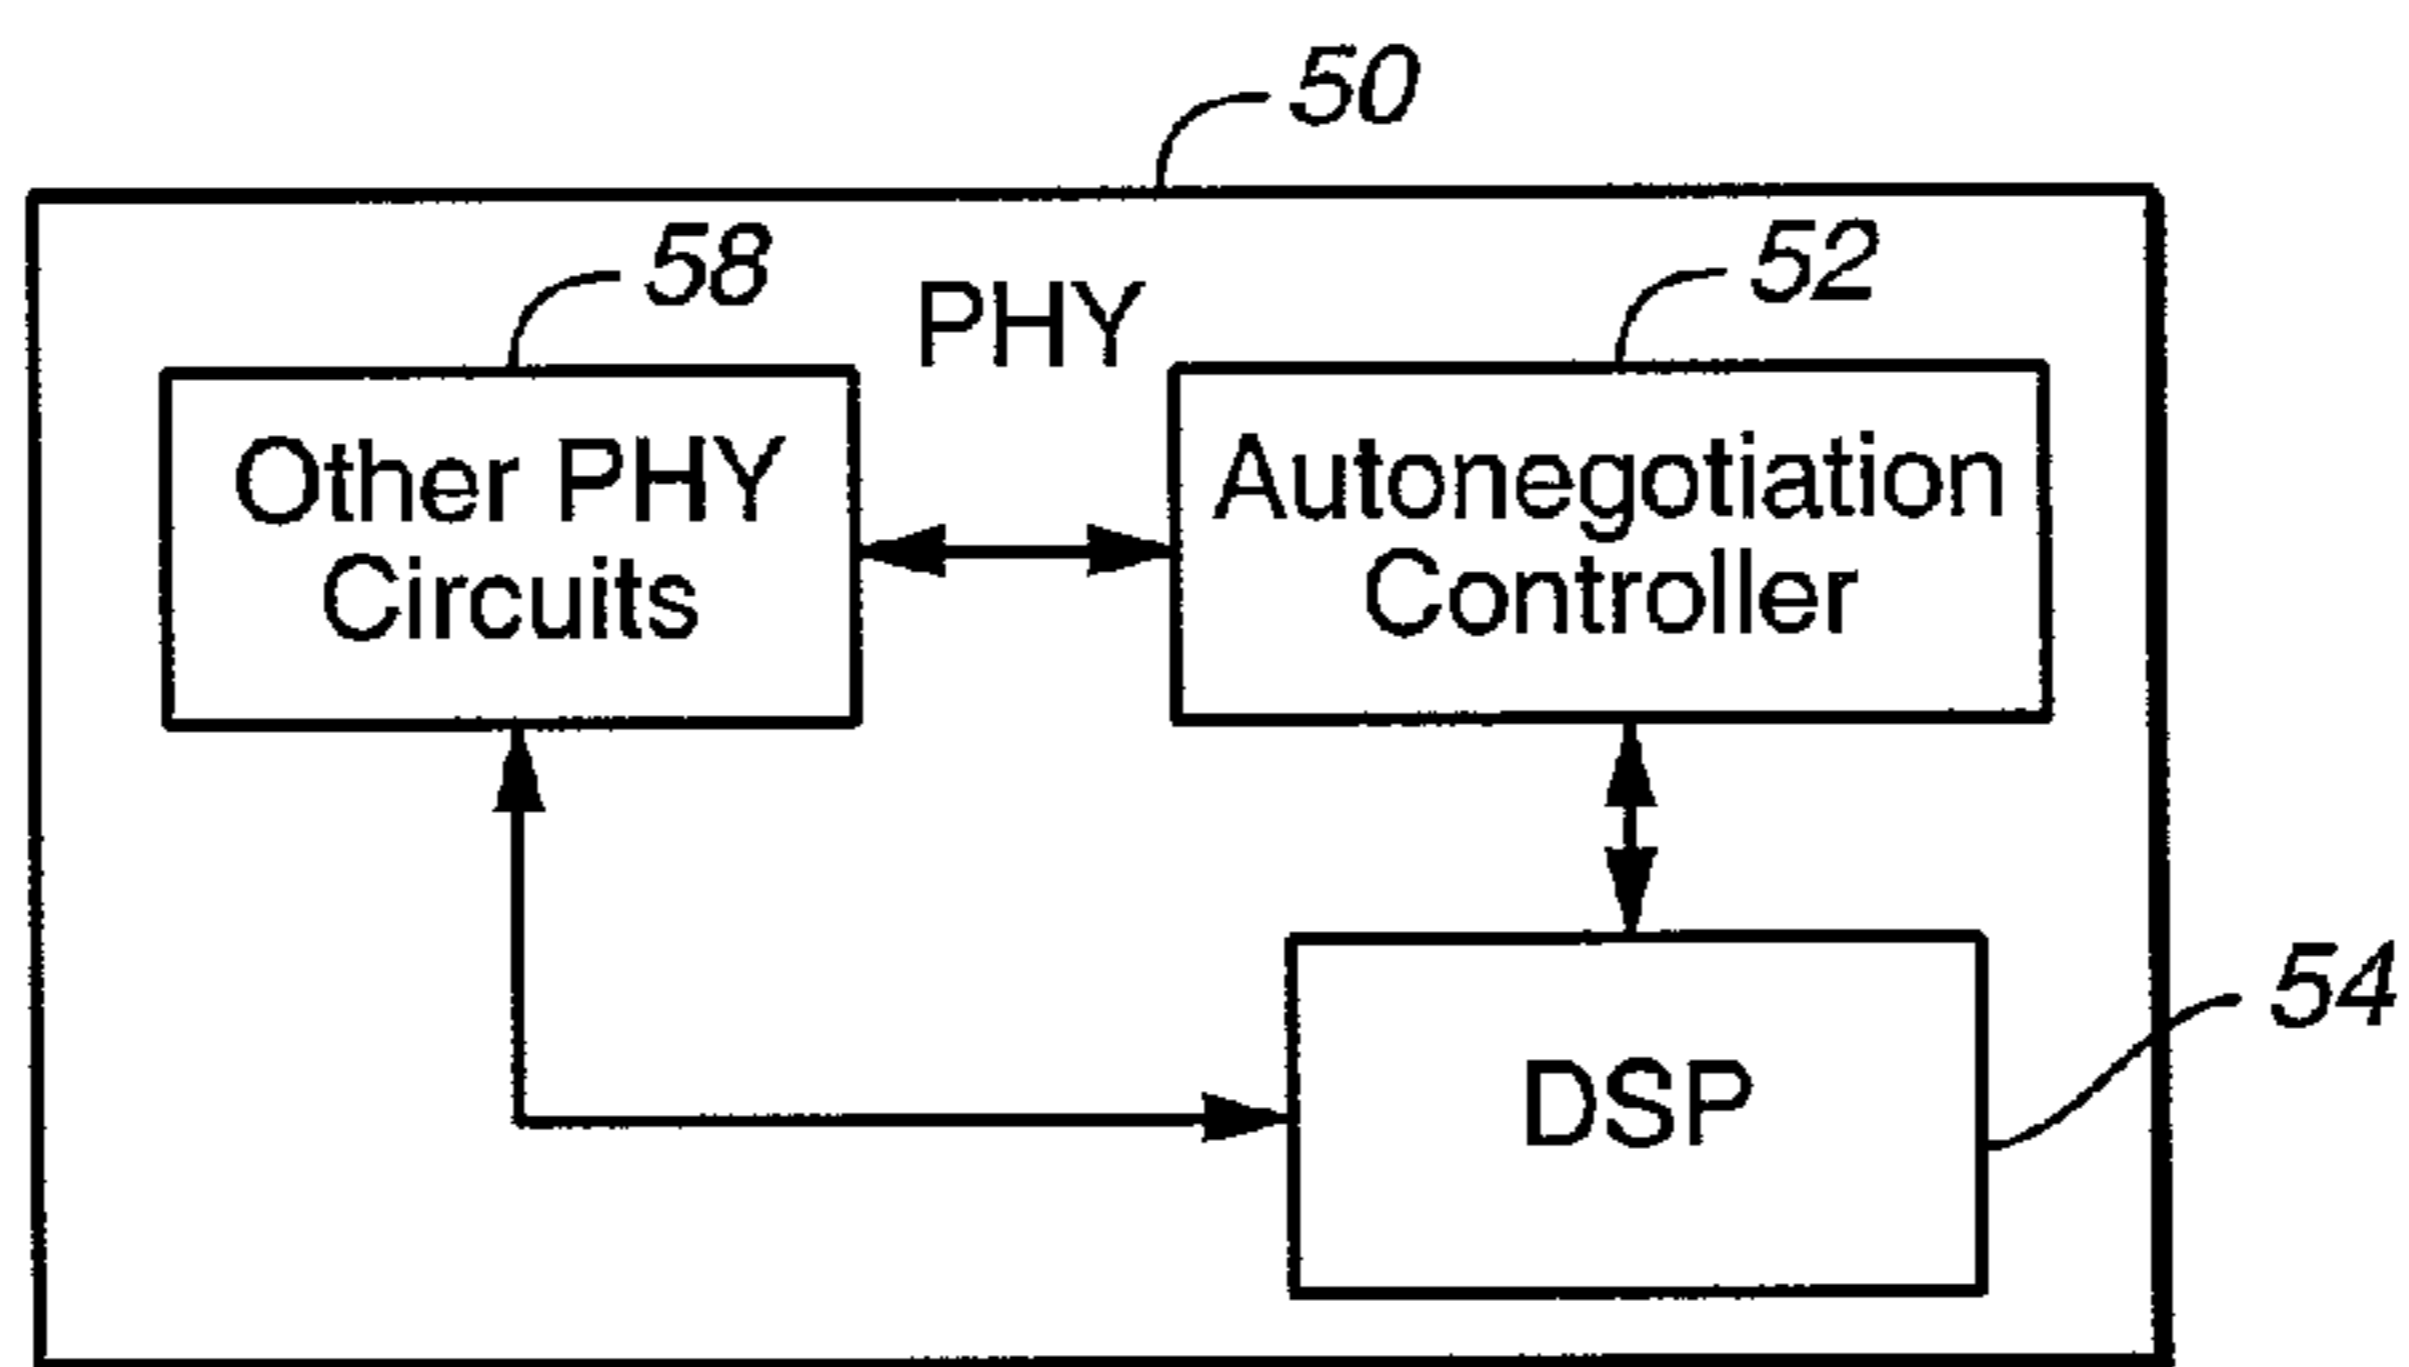 50
58
PHY
52
Other PHY
Circuits
Autonegotiation
Controller
DSP
54